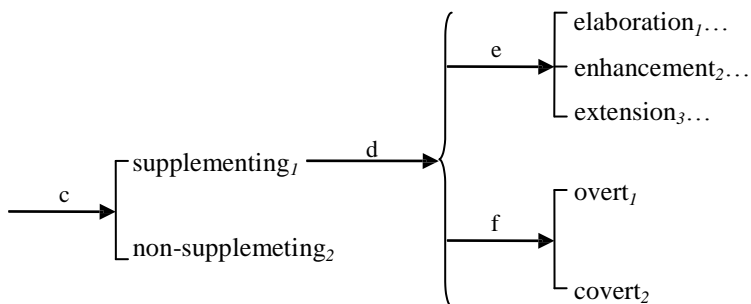 elaboration1…
e
enhancement2…
extension3…
supplementing1
d
c
overt1
f
non-supplemeting2
covert2